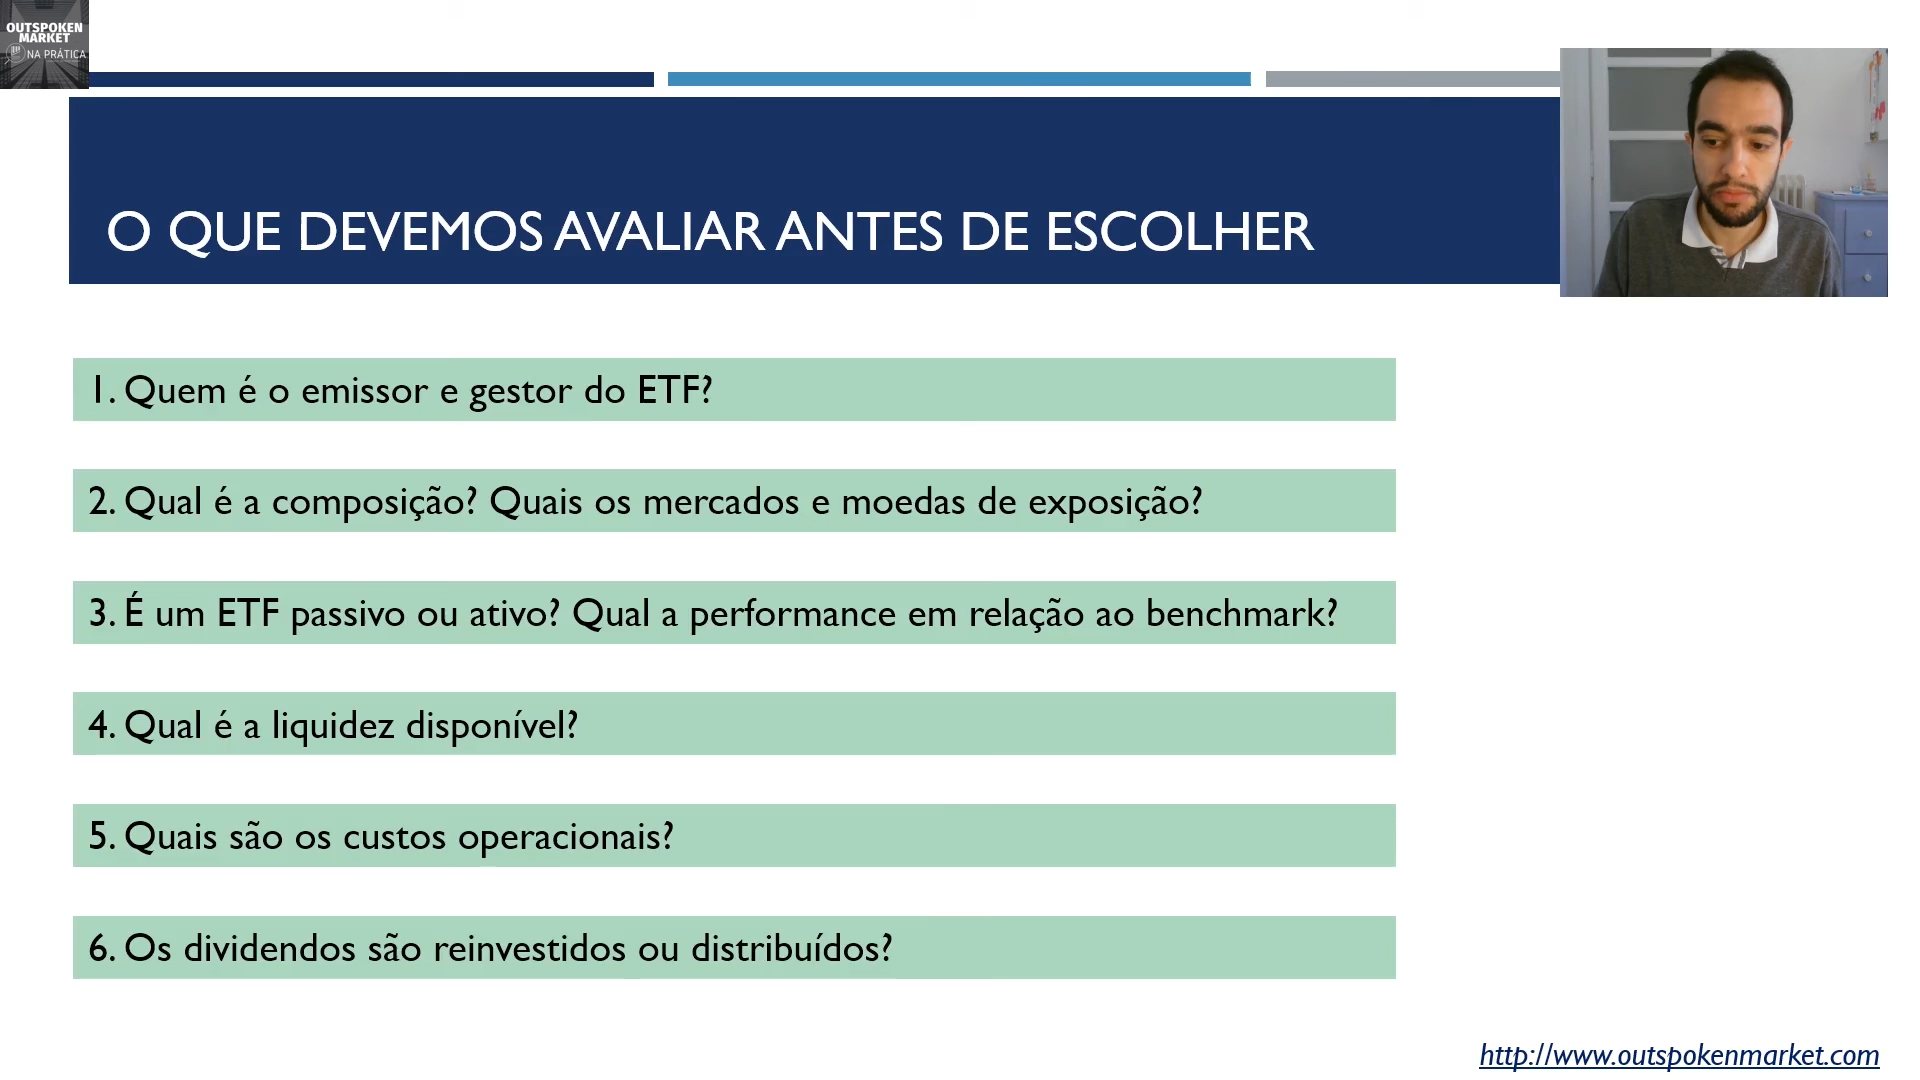 OUTSPOKEN
MARKET
NA PRÁTICA
O QUE DEVEMOS AVALIAR ANTES DE ESCOLHER
1. Quem é o emissor e gestor do ETF?
2. Qual é a composição? Quais os mercados e moedas de exposição?
3. É um ETF passivo ou ativo? Qual a performance em relação ao benchmark?
4. Qual é a liquidez disponível?
5. Quais são os custos operacionais?
6. Os dividendos são reinvestidos ou distribuídos?
http://www.outspokenmarket.com